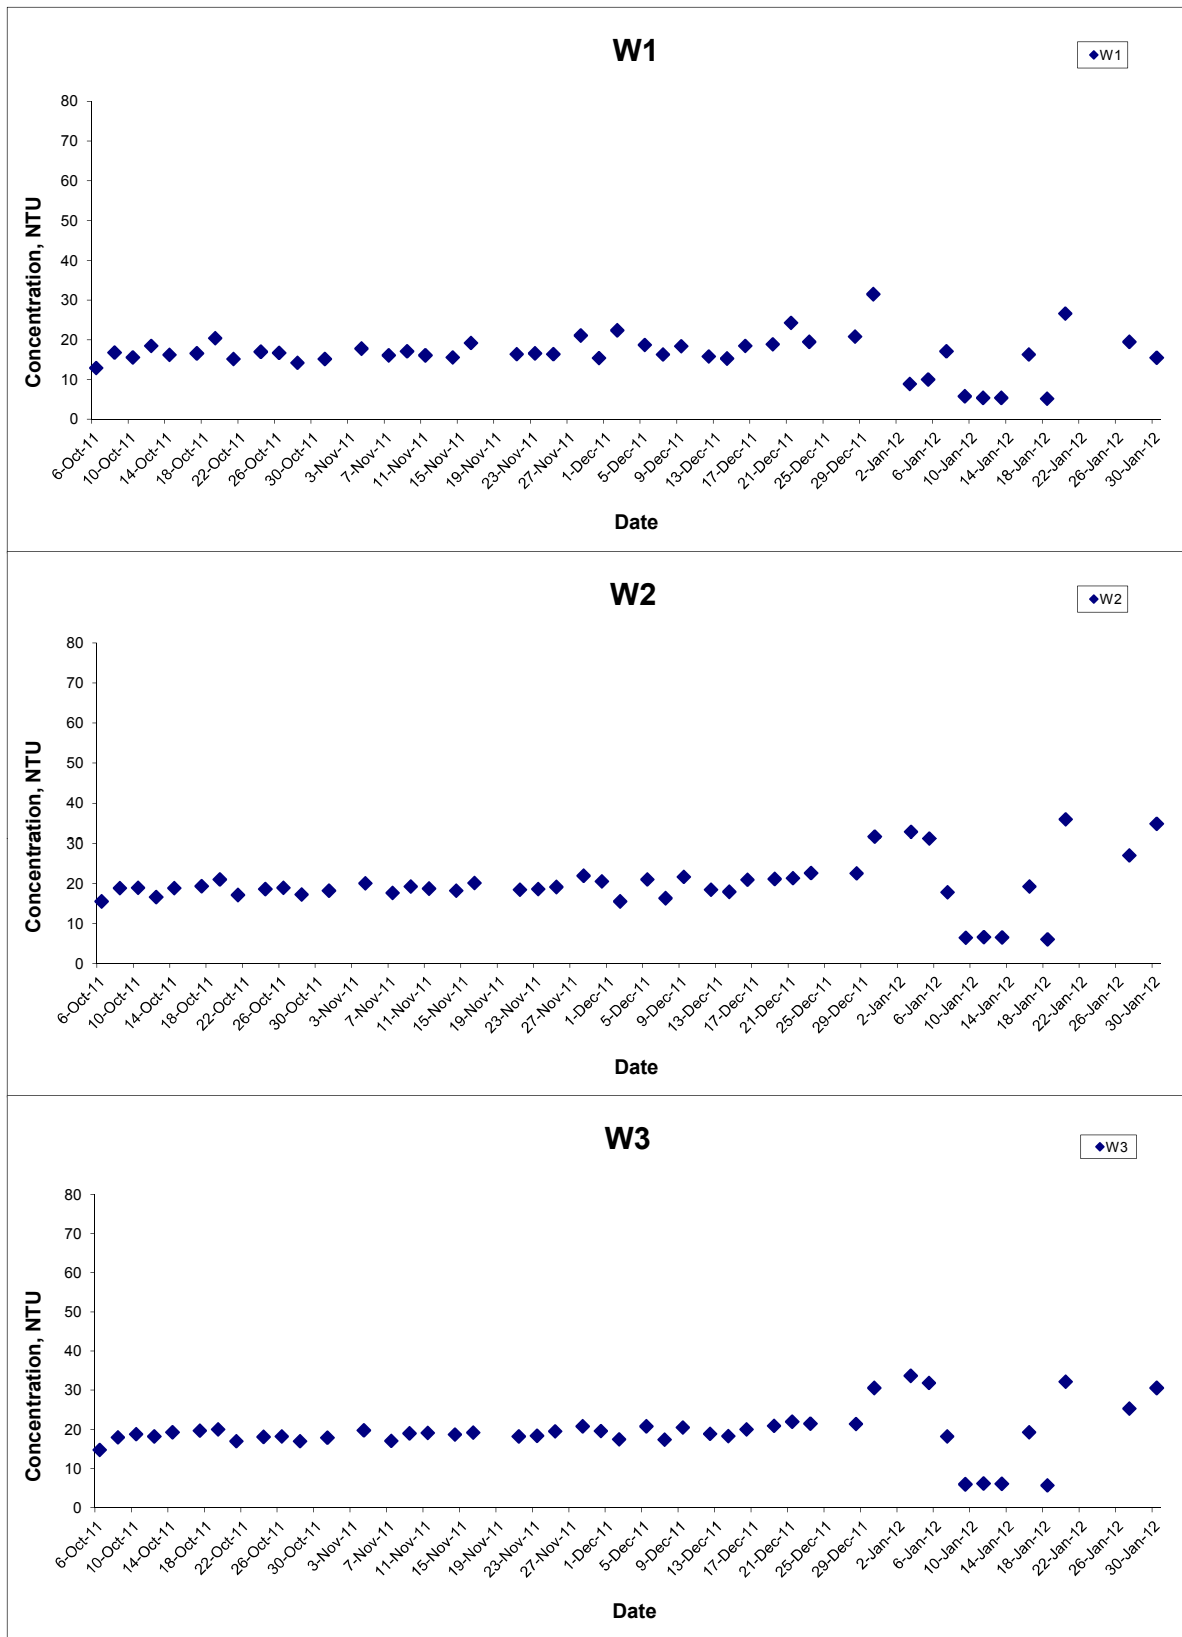 W1
W1
80
70
60
50
40
30
20
10
0
Concentration, NTU
6-Oct-11
10-Oct-11
14-Oct-11
18-Oct-11
22-Oct-11
26-Oct-11
30-Oct-11
3-Nov-11
7-Nov-11
11-Nov-11
15-Nov-11
19-Nov-11
23-Nov-11
27-Nov-11
1-Dec-11
5-Dec-11
9-Dec-11
13-Dec-11
17-Dec-11
21-Dec-11
25-Dec-11
29-Dec-11
2-Jan-12
6-Jan-12
10-Jan-12
14-Jan-12
18-Jan-12
22-Jan-12
26-Jan-12
30-Jan-12
Date
W2
W2
80
70
60
50
40
30
20
10
0
Concentration, NTU
6-Oct-11
10-Oct-11
14-Oct-11
18-Oct-11
22-Oct-11
26-Oct-11
30-Oct-11
3-Nov-11
7-Nov-11
11-Nov-11
15-Nov-11
19-Nov-11
23-Nov-11
27-Nov-11
1-Dec-11
5-Dec-11
9-Dec-11
13-Dec-11
17-Dec-11
21-Dec-11
25-Dec-11
29-Dec-11
2-Jan-12
6-Jan-12
10-Jan-12
14-Jan-12
18-Jan-12
22-Jan-12
26-Jan-12
30-Jan-12
Date
W3
W3
80
70
60
50
40
30
20
10
0
Concentration, NTU
6-Oct-11
10-Oct-11
14-Oct-11
18-Oct-11
22-Oct-11
26-Oct-11
30-Oct-11
3-Nov-11
7-Nov-11
11-Nov-11
15-Nov-11
19-Nov-11
23-Nov-11
27-Nov-11
1-Dec-11
5-Dec-11
9-Dec-11
13-Dec-11
17-Dec-11
21-Dec-11
25-Dec-11
29-Dec-11
2-Jan-12
6-Jan-12
10-Jan-12
14-Jan-12
18-Jan-12
22-Jan-12
26-Jan-12
30-Jan-12
Date